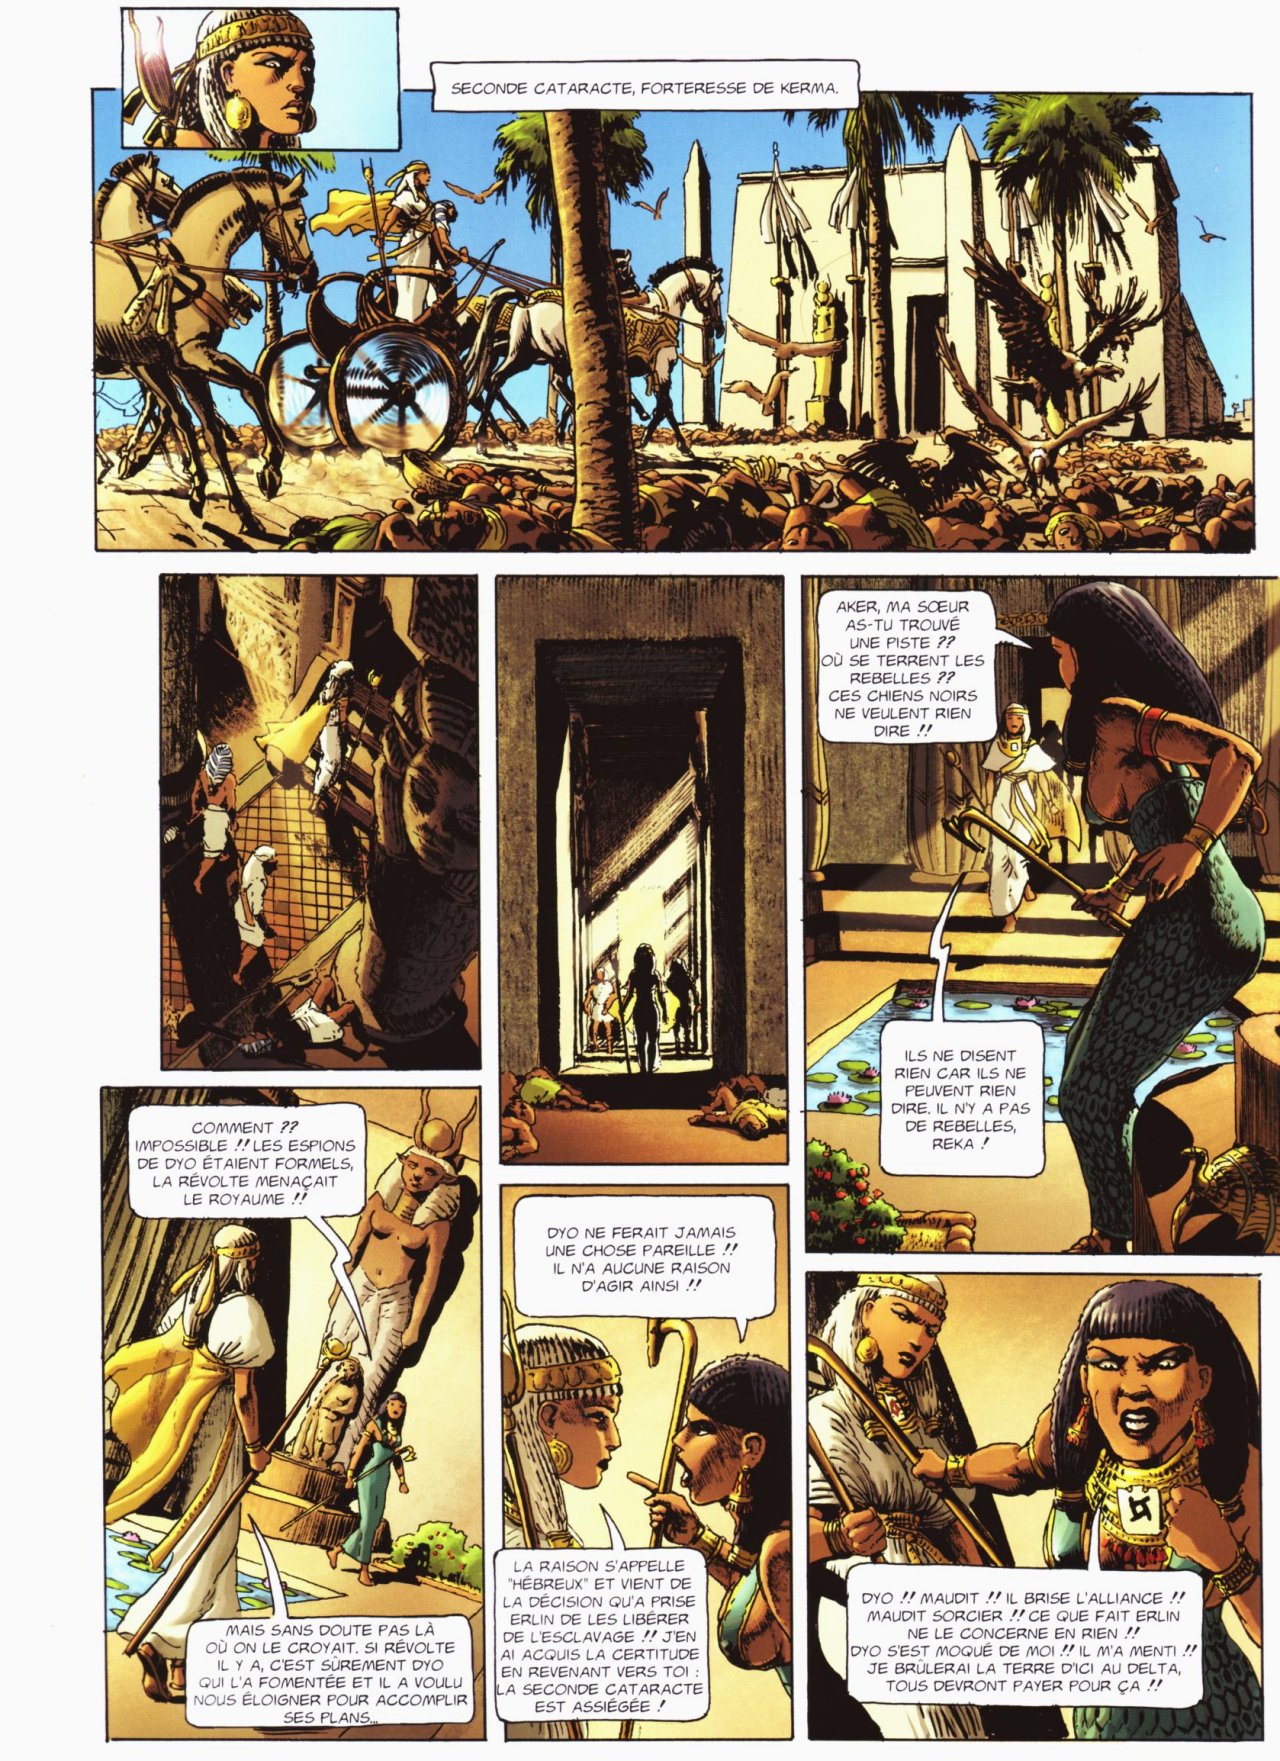 SECONDE CATARACTE, FORTERESSE DE KERMA.
AKER, MA SŒUR
AS-TU TROUVÉ
UNE PISTE ??
OÙ SE TERRENT LES
REBELLES ??
CES CHIENS NOIRS
NE VEULENT RIEN
DIRE !!
ILS NE DISENT
RIEN CAR ILS NE
PEUVENT RIEN
DIRE. IL N'Y A PAS
DE REBELLES,
REKA !
COMMENT ??
IMPOSSIBLE !! LES ESPIONS
DE DYO ÉTAIENT FORMELS,
LA RÉVOLTE MENAÇAIT
LE ROYAUME !!
MAIS SANS DOUTE PAS LÀ
OÙ ON LE CROYAIT. SI RÉVOLTE
IL Y A, C'EST SÛREMENT DYO
QUI L'A FOMENTÉE ET IL A VOULU
NOUS ÉLOIGNER POUR ACCOMPLIR
SES PLANS...
DYO NE FERAIT JAMAIS
UNE CHOSE PAREILLE !!
IL N'A AUCUNE RAISON
D'AGIR AINSI !!
LA RAISON S'APPELLE
"HÉBREUX" ET VIENT DE
LA DÉCISION QU'A PRISE
ERLIN DE LES LIBÉRER
DE L'ESCLAVAGE !! J'EN
AI ACQUIS LA CERTITUDE
EN REVENANT VERS TOI :
LA SECONDE CATARACTE
EST ASSIÉGÉE !
DYO !! MAUDIT !! IL BRISE L'ALLIANCE !!
MAUDIT SORCIER !! CE QUE FAIT ERLIN
NE LE CONCERNE EN RIEN !!
DYO S'EST MOQUÉ DE MOI !! IL M'A MENTI !!
JE BRÛLERAI LA TERRE D'ICI AU DELTA,
TOUS DEVRONT PAYER POUR ÇA !!